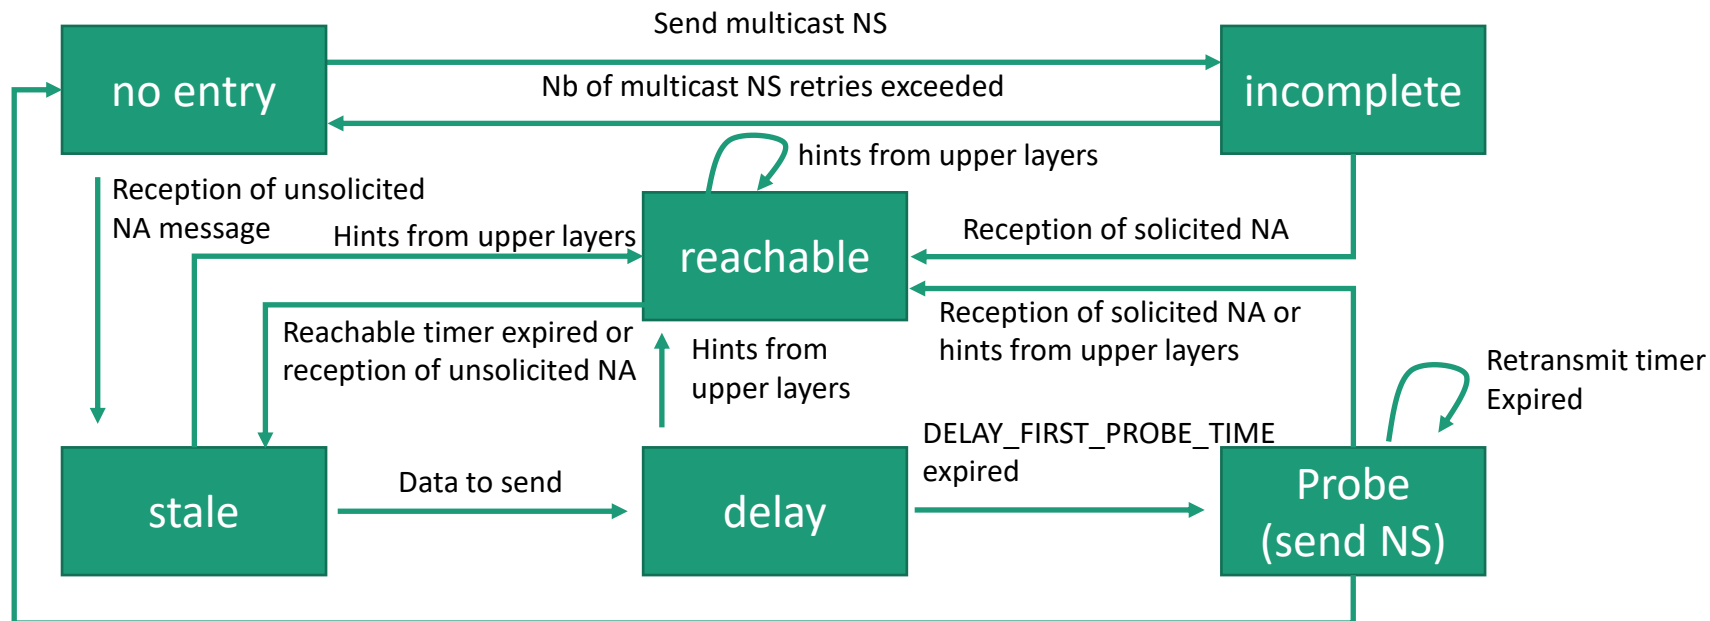 Send multicast NS
no entry
Nb of multicast NS retries exceeded
incomplete
hints from upper layers
Reception of unsolicited
NA message
Hints from upper layers
reachable
Reception of solicited NA
Reachable timer expired or
reception of unsolicited NA
Hints from
upper layers
Reception of solicited NA or
hints from upper layers
Retransmit timer
Expired
stale
Data to send
delay
DELAY_FIRST_PROBE_TIME
expired
Probe
(send NS)